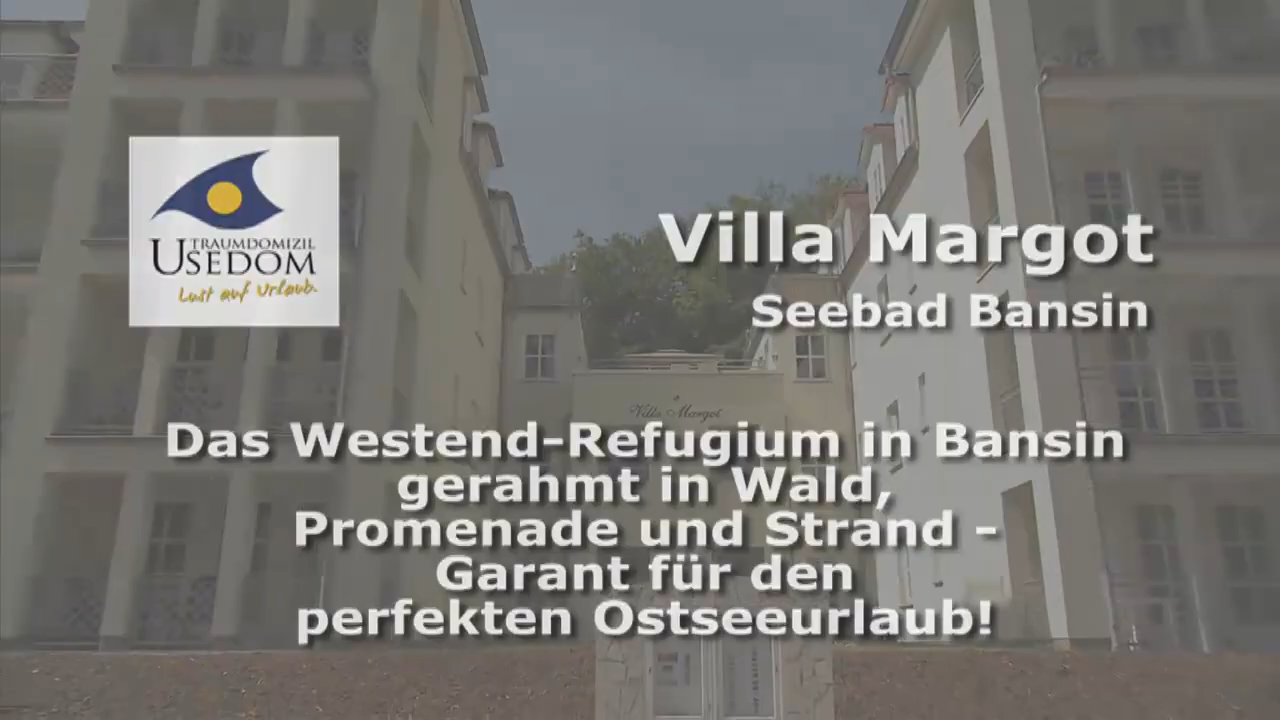 TRAUMDOMIZIL
USEDOM
Lust auf Urlaub.
Villa Margot
Seebad Bansin
Villa Margot
Das Westend-Refugium in Bansin
gerahmt in Wald,
Promenade und Strand -
Garant für den
perfekten Ostseeurlaub!